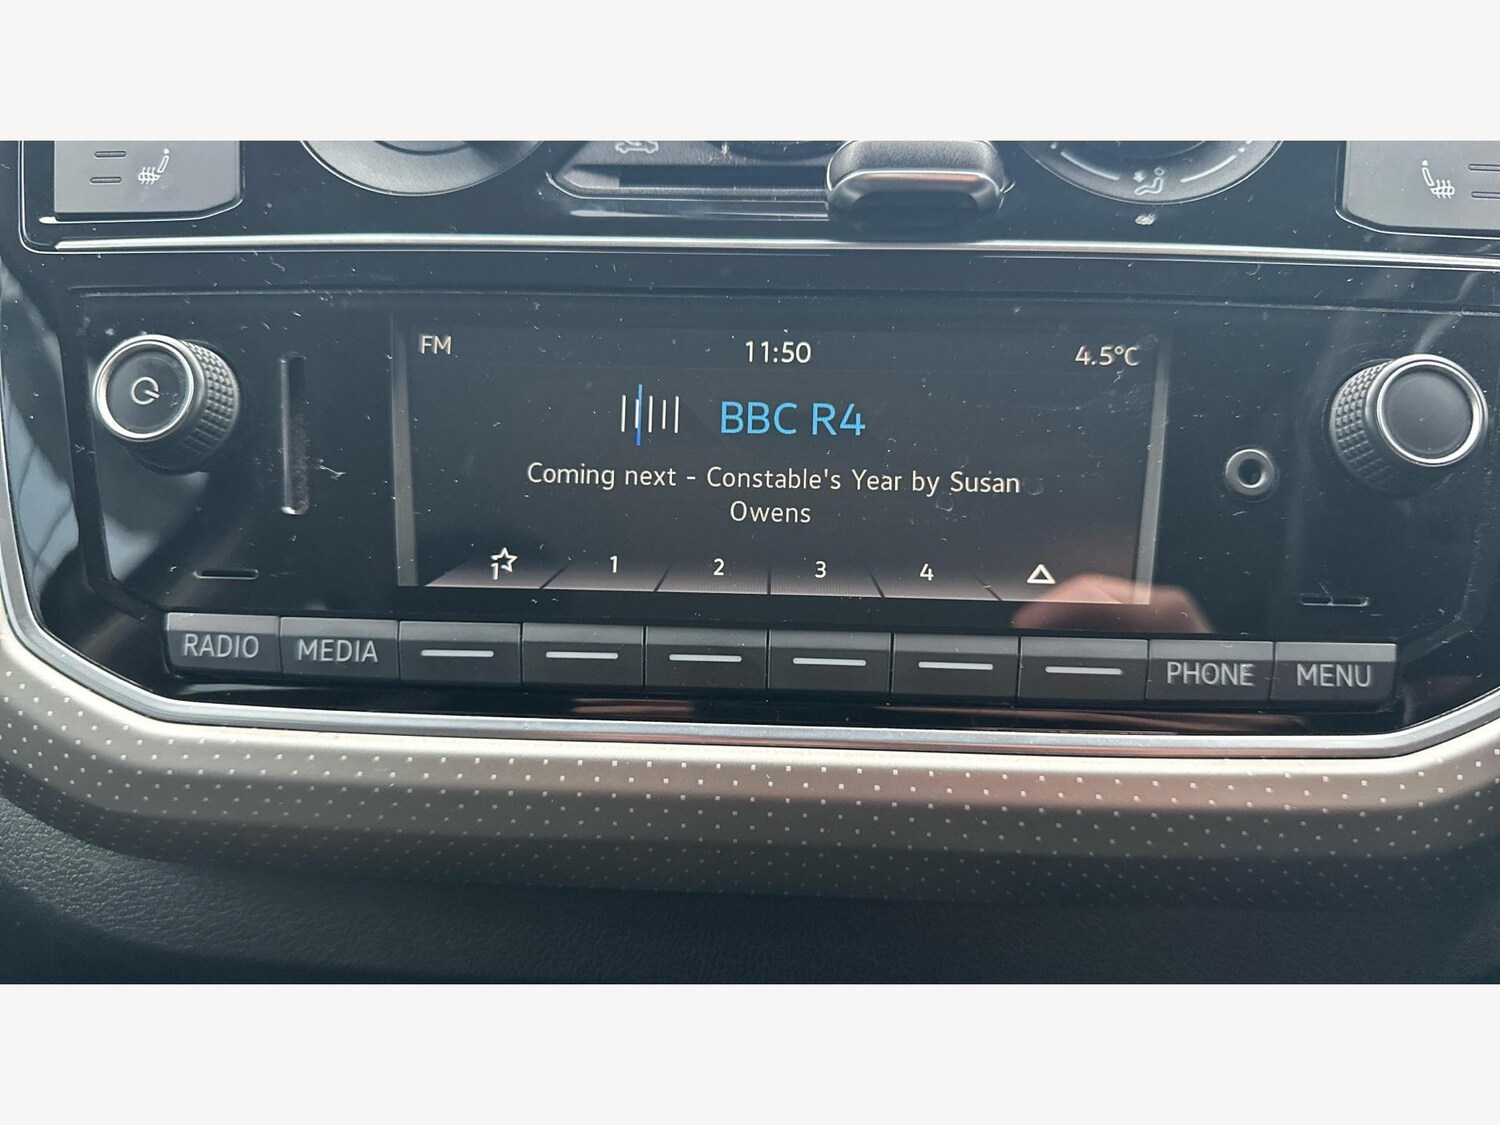 FM 11:50 4.5°C
BBC R4
Coming next - Constable's Year by Susan
Owens
1 1 2 3 4
RADIO MEDIA PHONE MENU